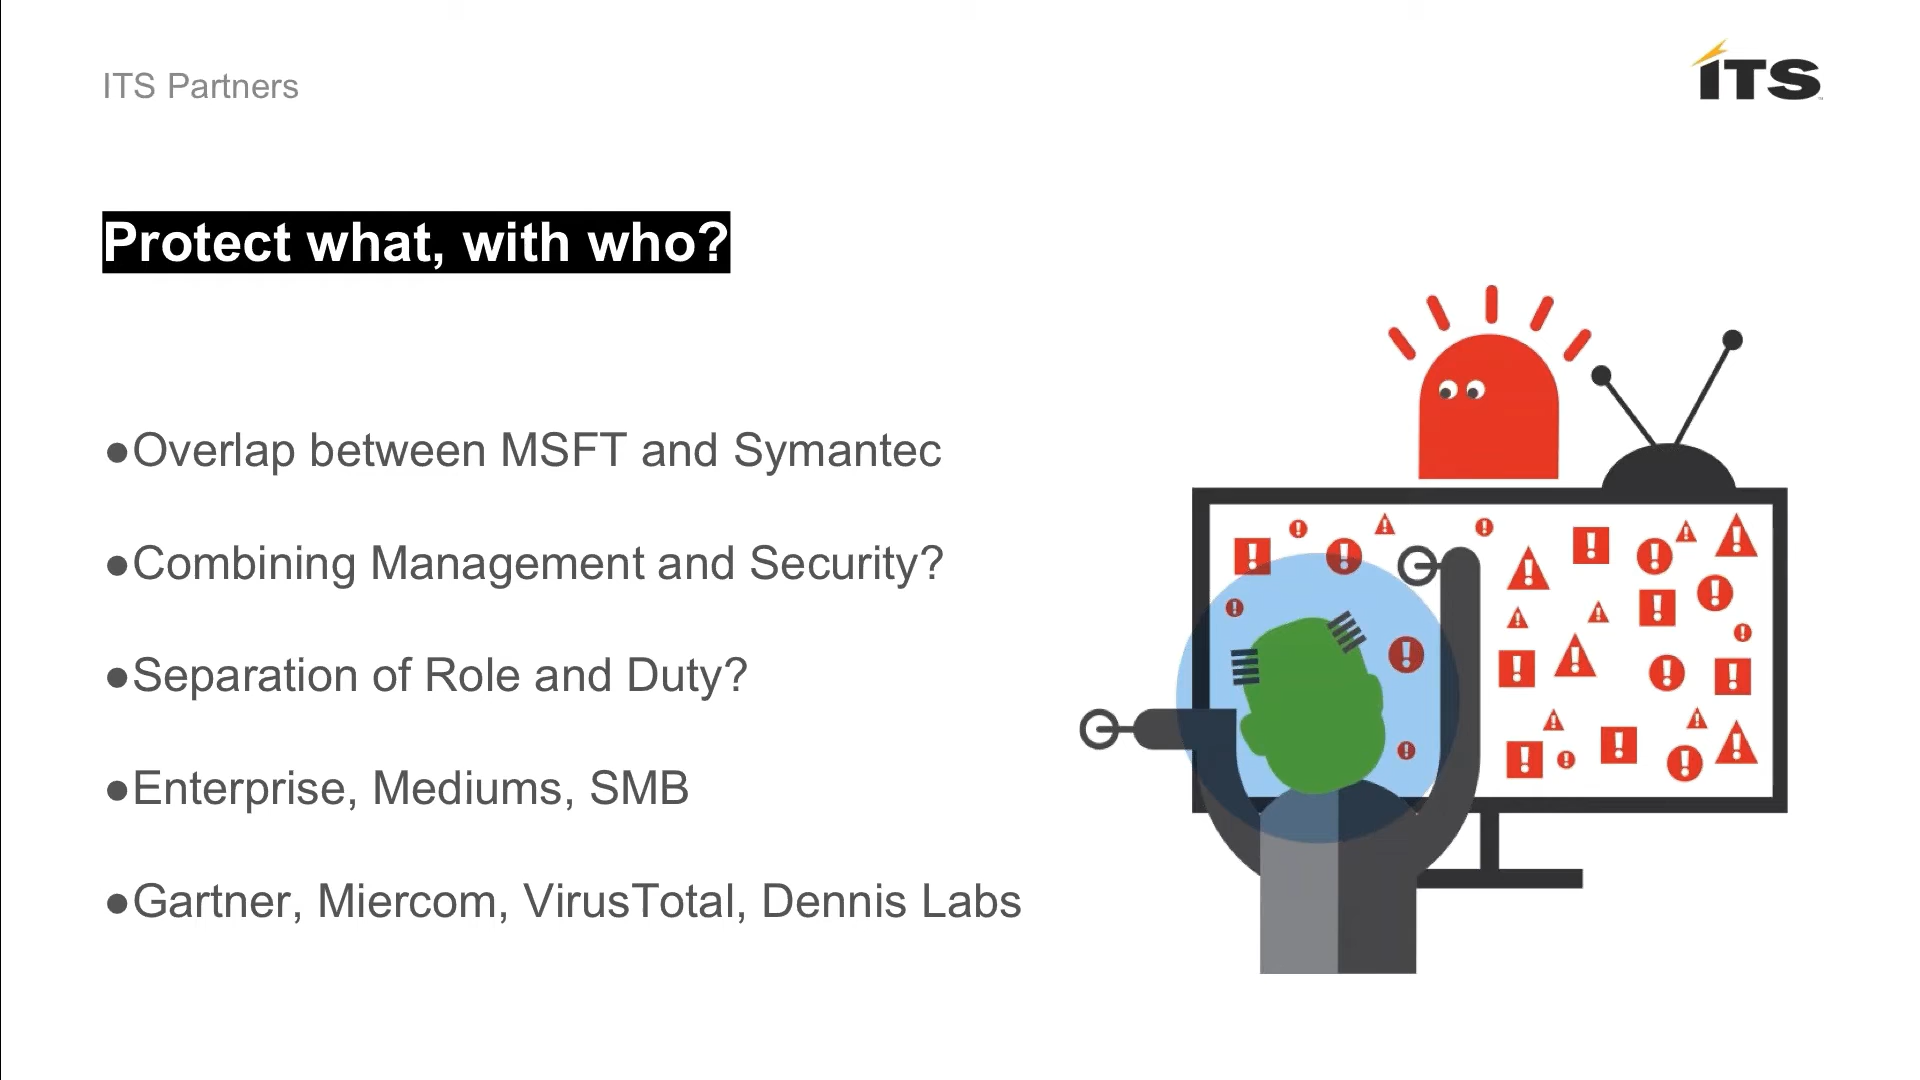 ITS Partners
ITS
Protect what, with who?
●Overlap between MSFT and Symantec
●Combining Management and Security?
●Separation of Role and Duty?
●Enterprise, Mediums, SMB
●Gartner, Miercom, VirusTotal, Dennis Labs